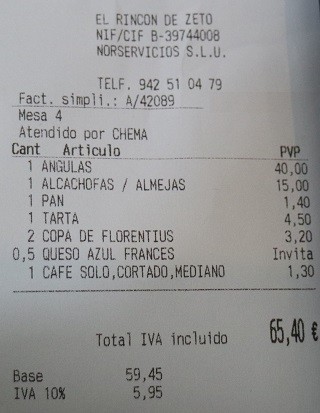 EL RINCON DE ZETO
NIF/CIF B-39744008
NORSERVICIOS S.L.U.
TELF. 942 51 04 79
Fact. simpli.: A/42089
Mesa 4
Atendido por CHEMA
Cant Articulo PVP
1 ANGULAS 40,00
1 ALCACHOFAS / ALMEJAS 15,00
1 PAN 1,40
1 TARTA 4,50
2 COPA DE FLORENTIUS 3,20
0,5 QUESO AZUL FRANCES Invita
1 CAFE SOLO,CORTADO,MEDIANO 1,30
Total IVA incluido 65,40 €
Base 59,45
IVA 10% 5,95